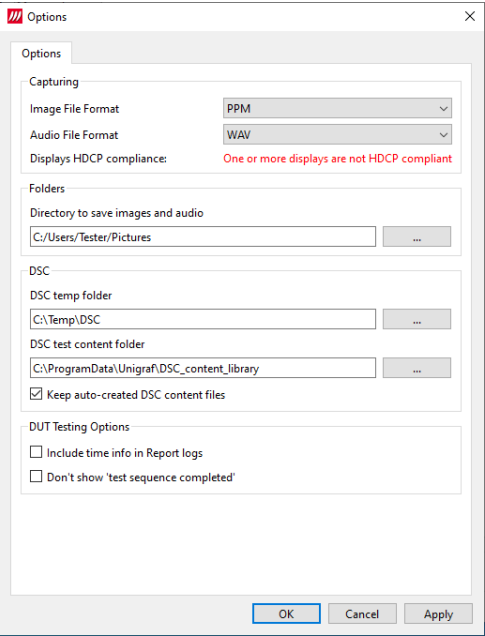 Options
Options
Capturing
Image File Format PPM
Audio File Format WAV
Displays HDCP compliance: One or more displays are not HDCP compliant
Folders
Directory to save images and audio
C:/Users/Tester/Pictures ...
DSC
DSC temp folder
C:\Temp\DSC ...
DSC test content folder
C:\ProgramData\Unigraf\DSC_content_library ...
Keep auto-created DSC content files
DUT Testing Options
Include time info in Report logs
Don't show 'test sequence completed'
OK Cancel Apply